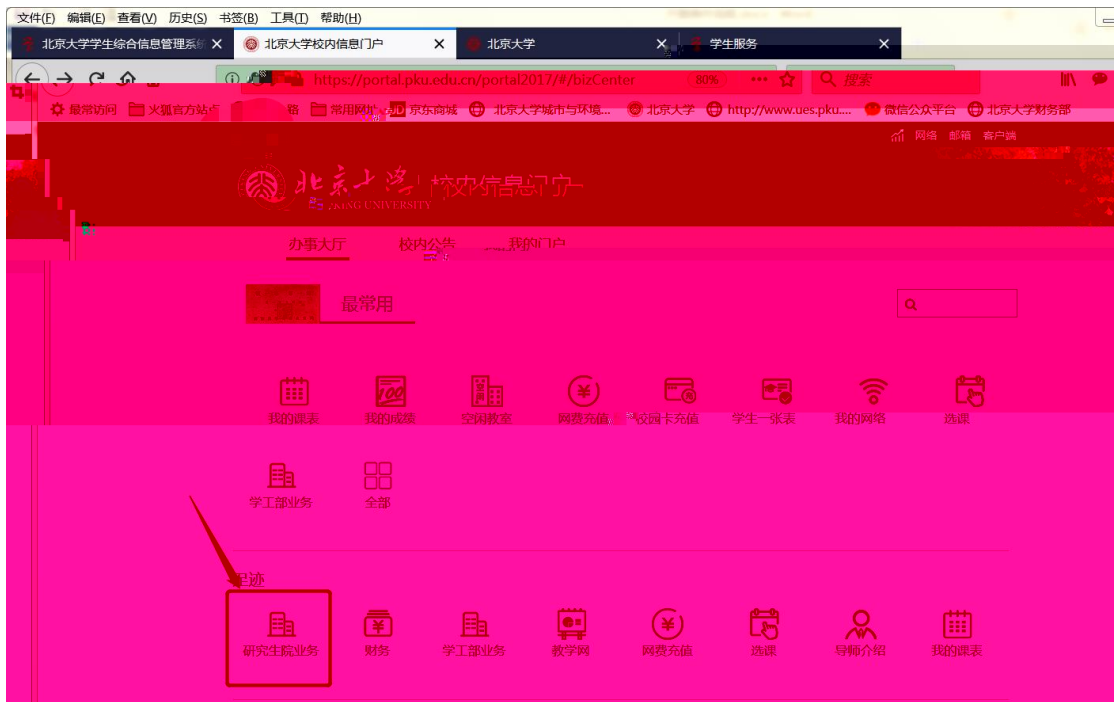 文件(F) 编辑(E) 查看(V) 历史(S) 书签(B) 工具(T) 帮助(H)
北京大学学生综合信息管理系统 北京大学校内信息门户 北京大学 学生服务
https://portal.pku.edu.cn/portal2017/#/bizCenter 80% 搜索
最常访问 火狐官方站点 常用网址 京东商城 北京大学城市与环境... 北京大学 http://www.ues.pku.... 微信公众平台 北京大学财务部
网络 邮箱 客户端
北京大学 校内信息门户
PEKING UNIVERSITY
办事大厅 校内公告 我的门户
最常用
我的课表 我的成绩 空闲教室 网费充值 校园卡充值 学生一张表 我的网络 选课
学工部业务 全部
足迹
研究生院业务 财务 学工部业务 教学网 网费充值 选课 导师介绍 我的课表